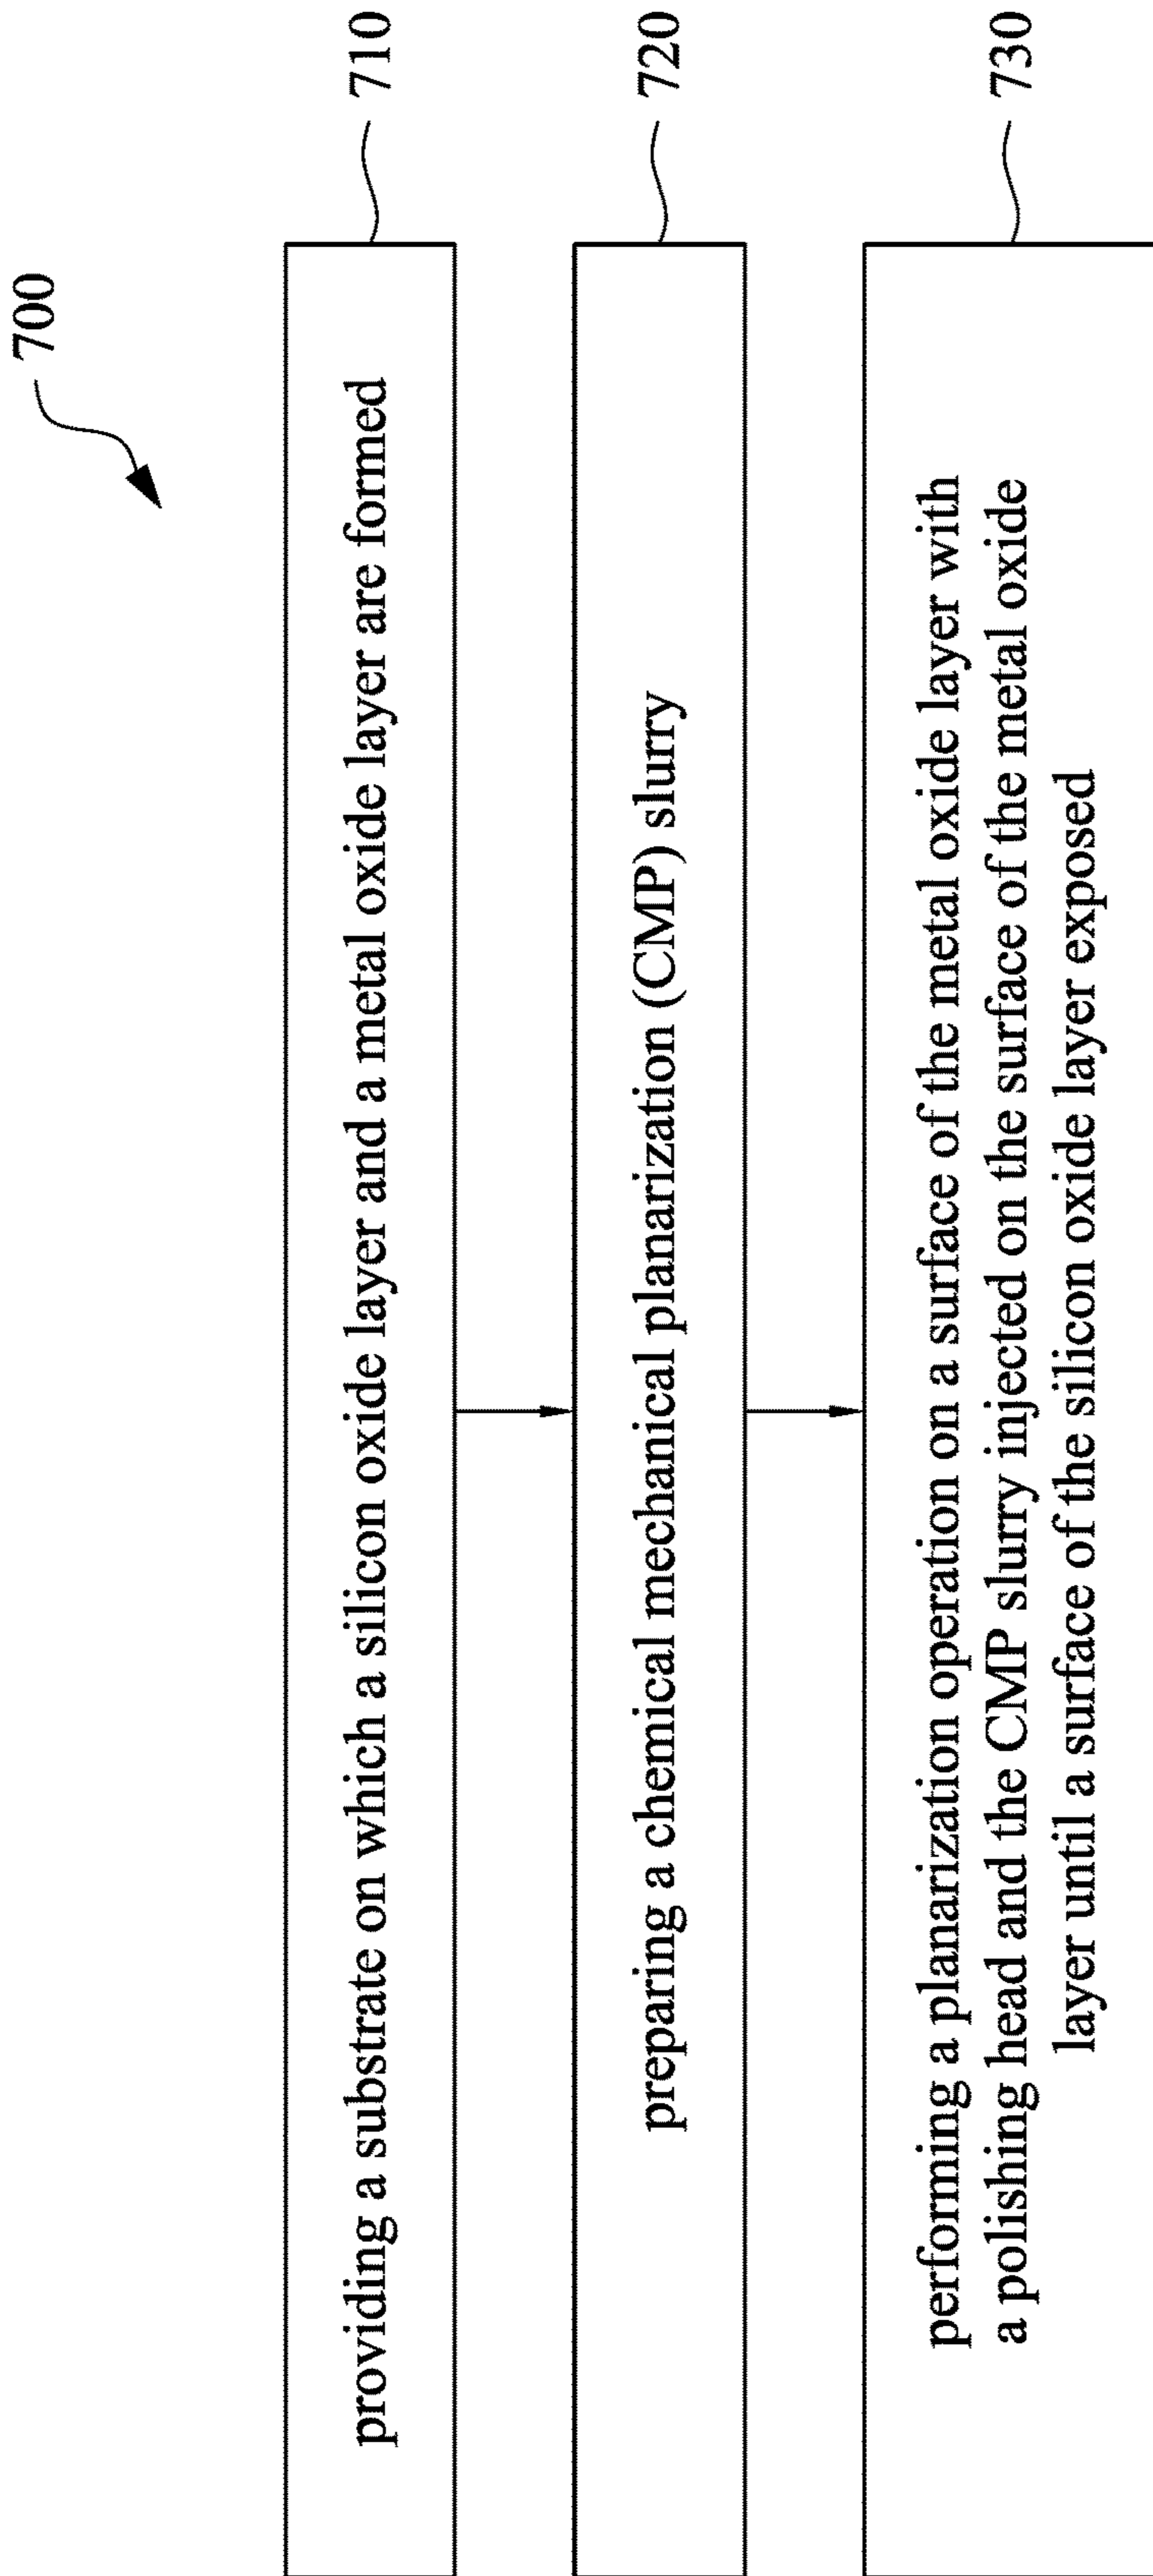 700
providing a substrate on which a silicon oxide layer and a metal oxide layer are formed
710
preparing a chemical mechanical planarization (CMP) slurry
720
performing a planarization operation on a surface of the metal oxide layer with
a polishing head and the CMP slurry injected on the surface of the metal oxide
layer until a surface of the silicon oxide layer exposed
730